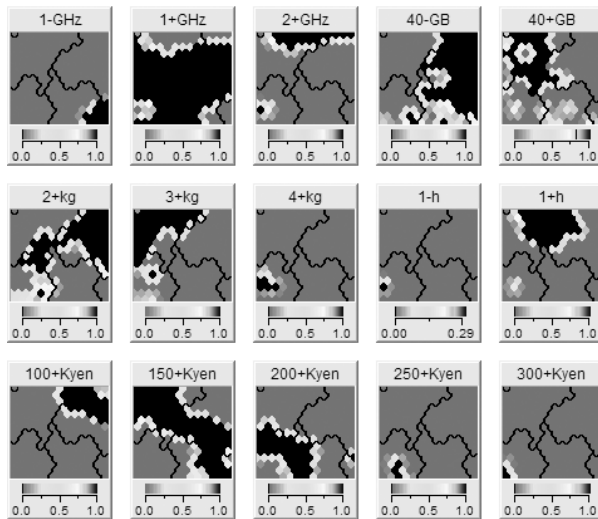 1-GHz 1+GHz 2+GHz 40-GB 40+GB
0.0 0.5 1.0 0.0 0.5 1.0 0.0 0.5 1.0 0.0 0.5 1.0 0.0 0.5 1.0
2+kg 3+kg 4+kg 1-h 1+h
0.0 0.5 1.0 0.0 0.5 1.0 0.0 0.5 1.0 0.00 0.29 0.0 0.5 1.0
100+Kyen 150+Kyen 200+Kyen 250+Kyen 300+Kyen
0.0 0.5 1.0 0.0 0.5 1.0 0.0 0.5 1.0 0.0 0.5 1.0 0.0 0.5 1.0